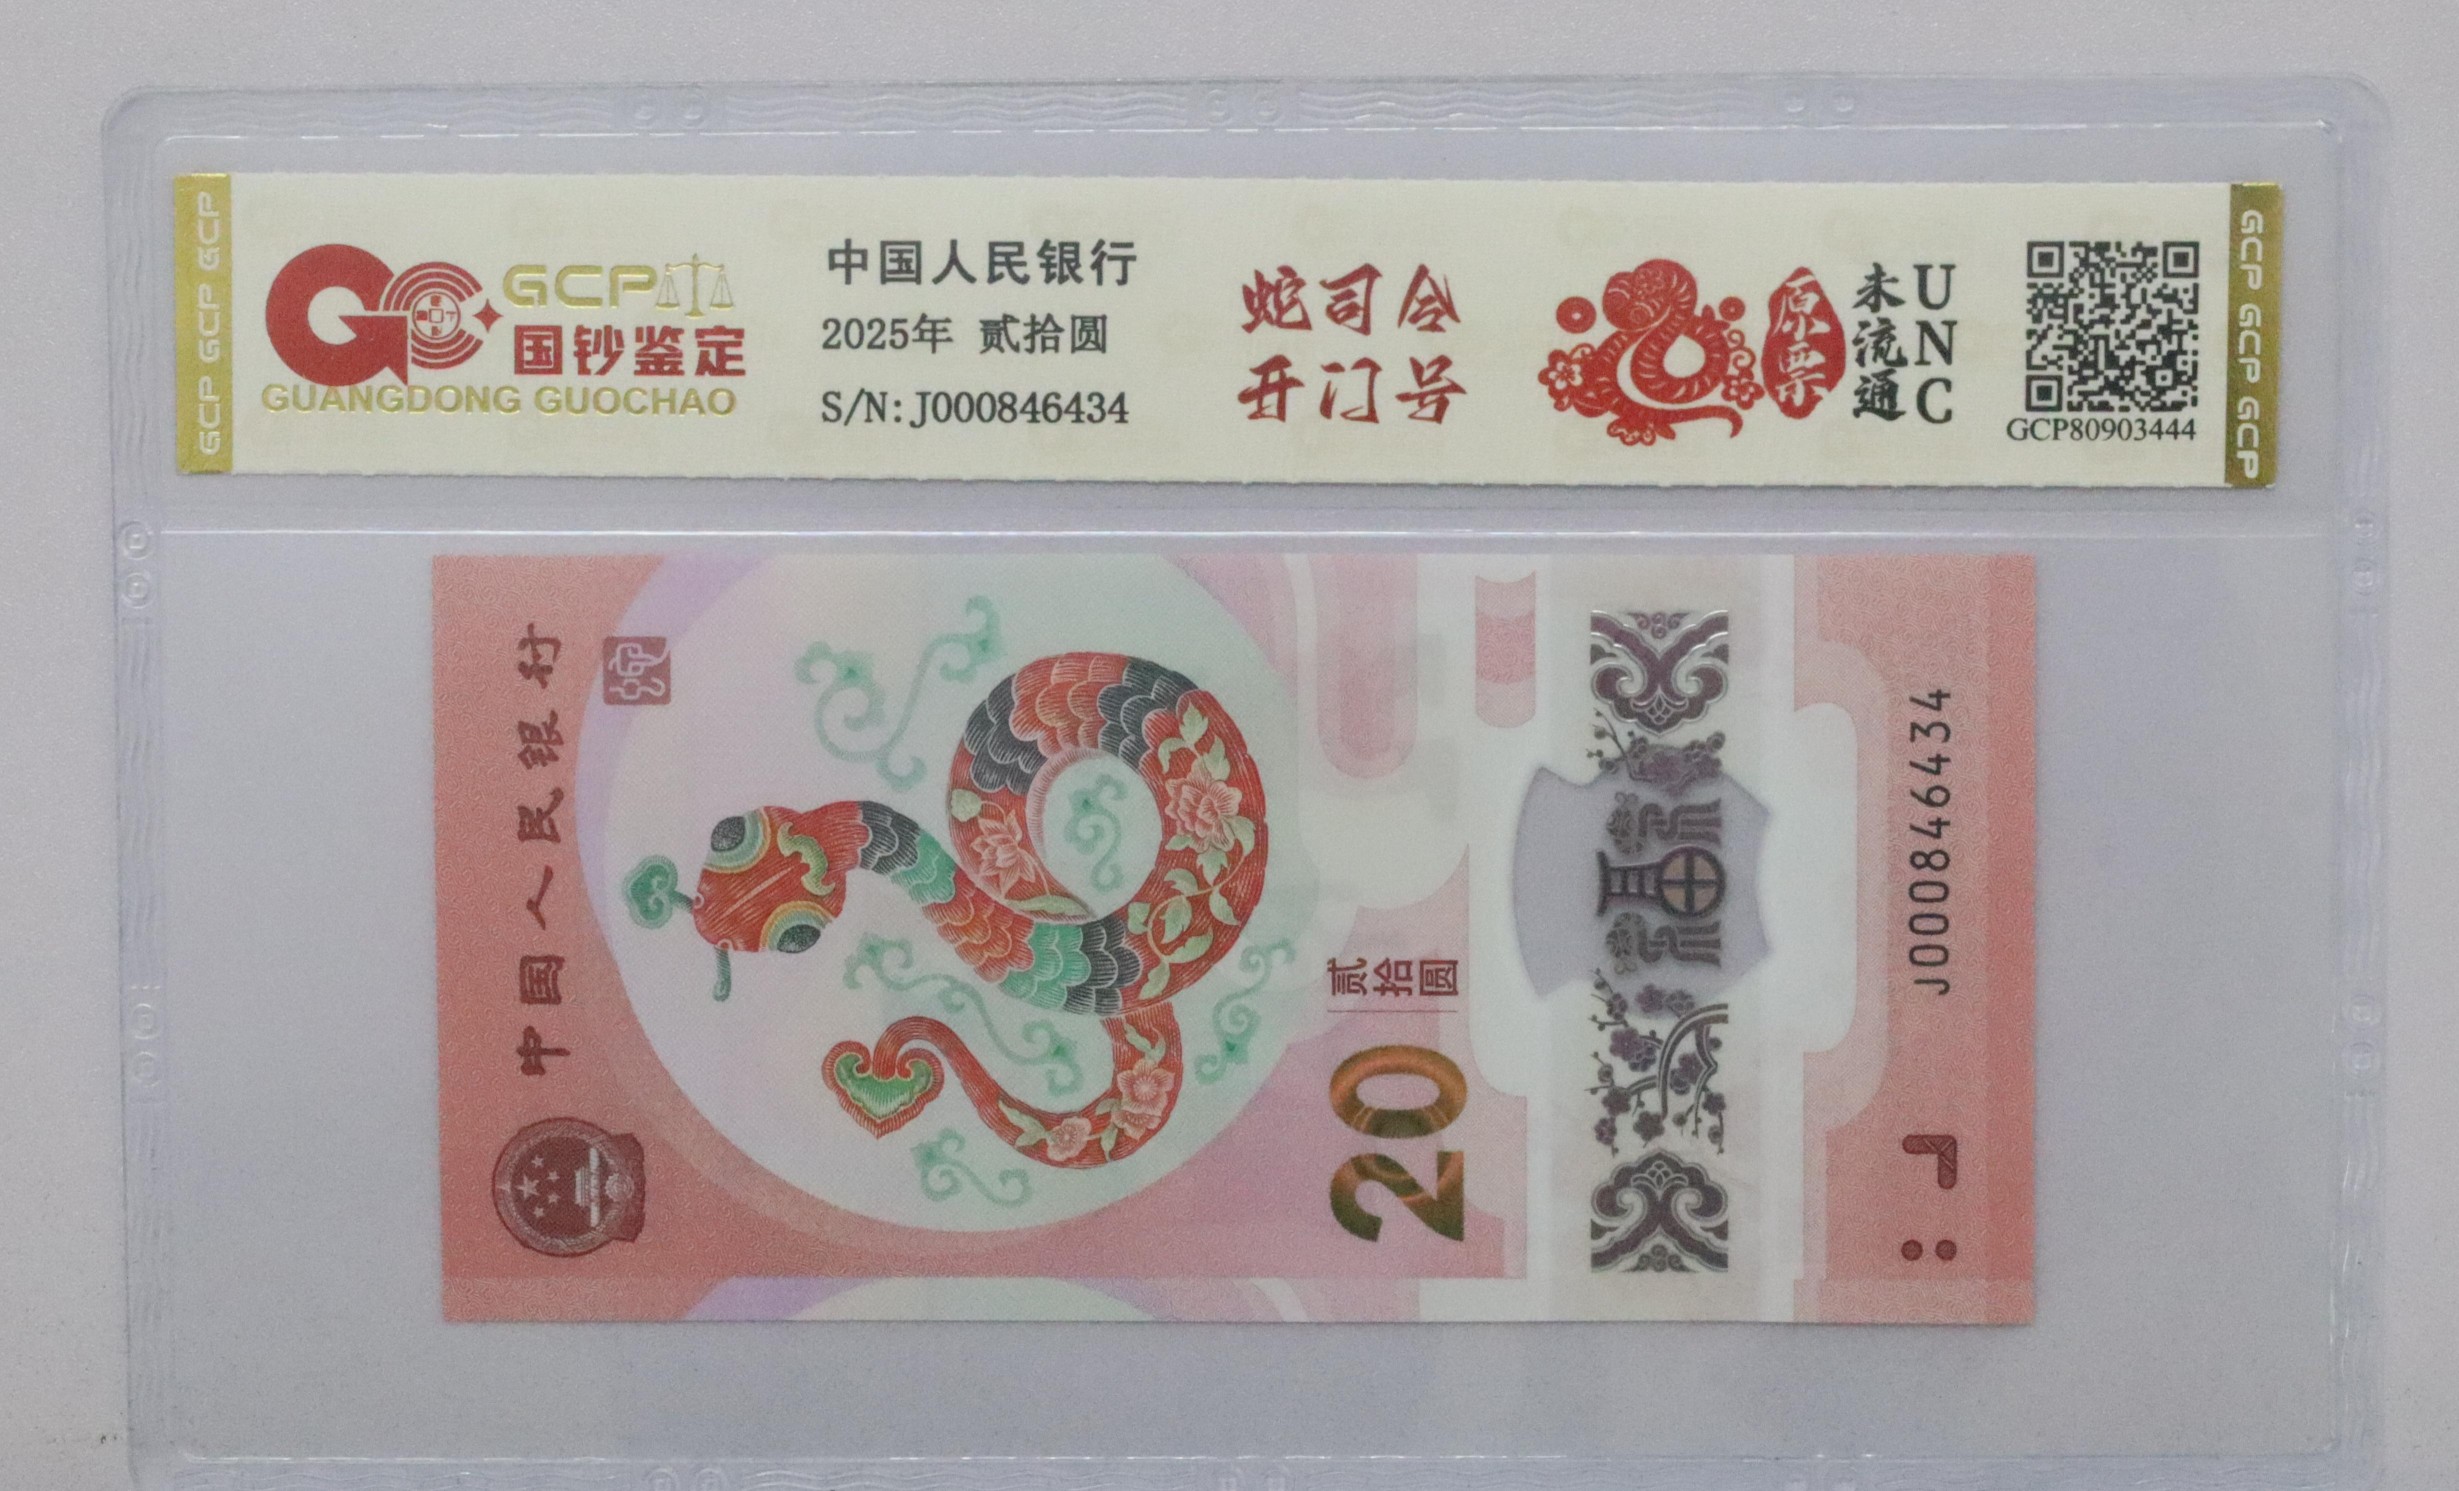 GCP GCP GCP
GCP
国钞鉴定
GUANGDONG GUOCHAO
中国人民银行
2025年 贰拾圆
S/N: J000846434
蛇司令
开门号
原票
未流通
UNC
GCP80903444
GCP GCP GCP
中国人民银行
贰拾圆
20
J000846434